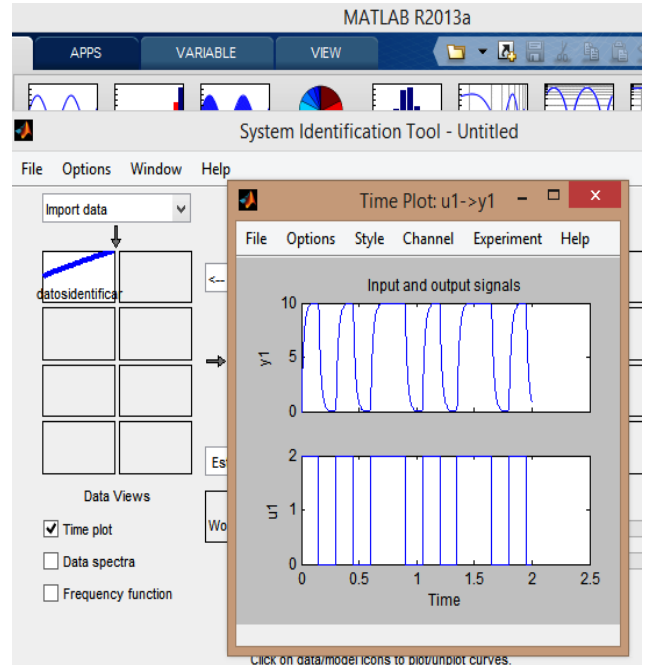 MATLAB R2013a
APPS VARIABLE VIEW
System Identification Tool - Untitled
File Options Window Help
Import data
datosidentificar
<--
Es
Wo
Data Views
Time plot
Data spectra
Frequency function
Click on data/model icons to plot/unplot curves.
Time Plot: u1->y1
File Options Style Channel Experiment Help
Input and output signals
10
5
0
y1
2
1
0
u1
0 0.5 1 1.5 2 2.5
Time